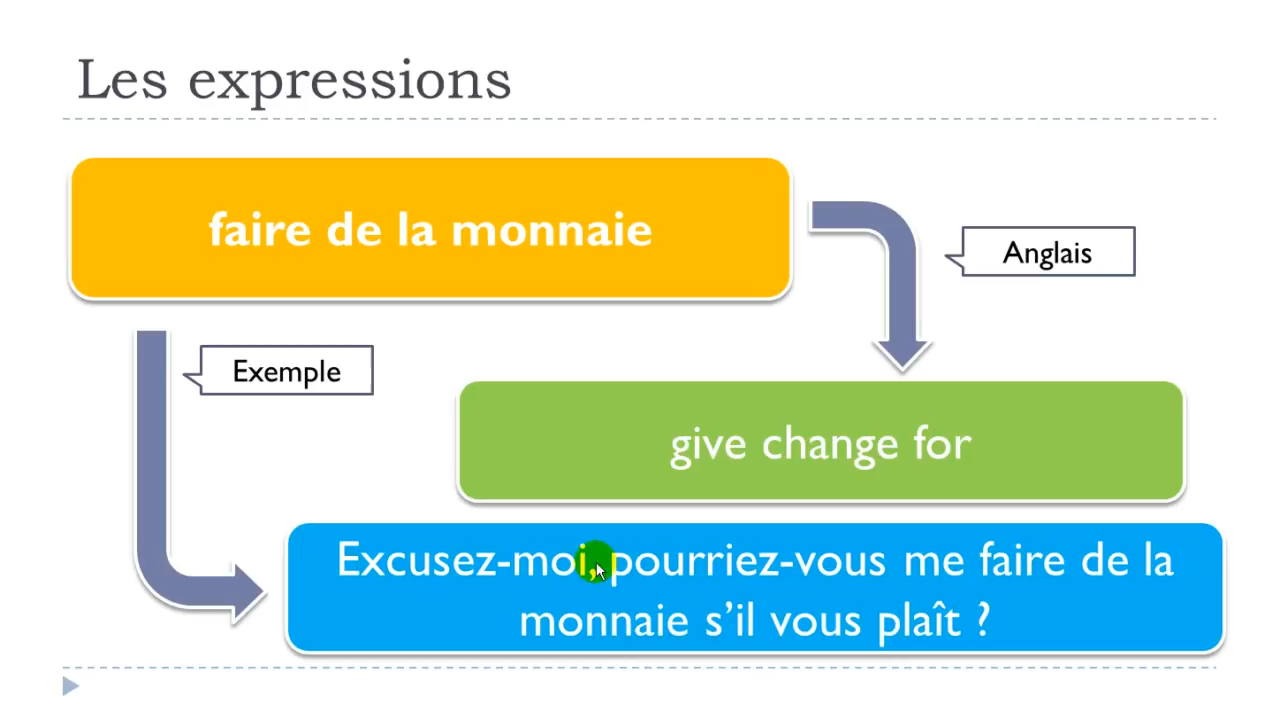 Les expressions
faire de la monnaie
Anglais
Exemple
give change for
Excusez-moi, pourriez-vous me faire de la
monnaie s’il vous plaît ?